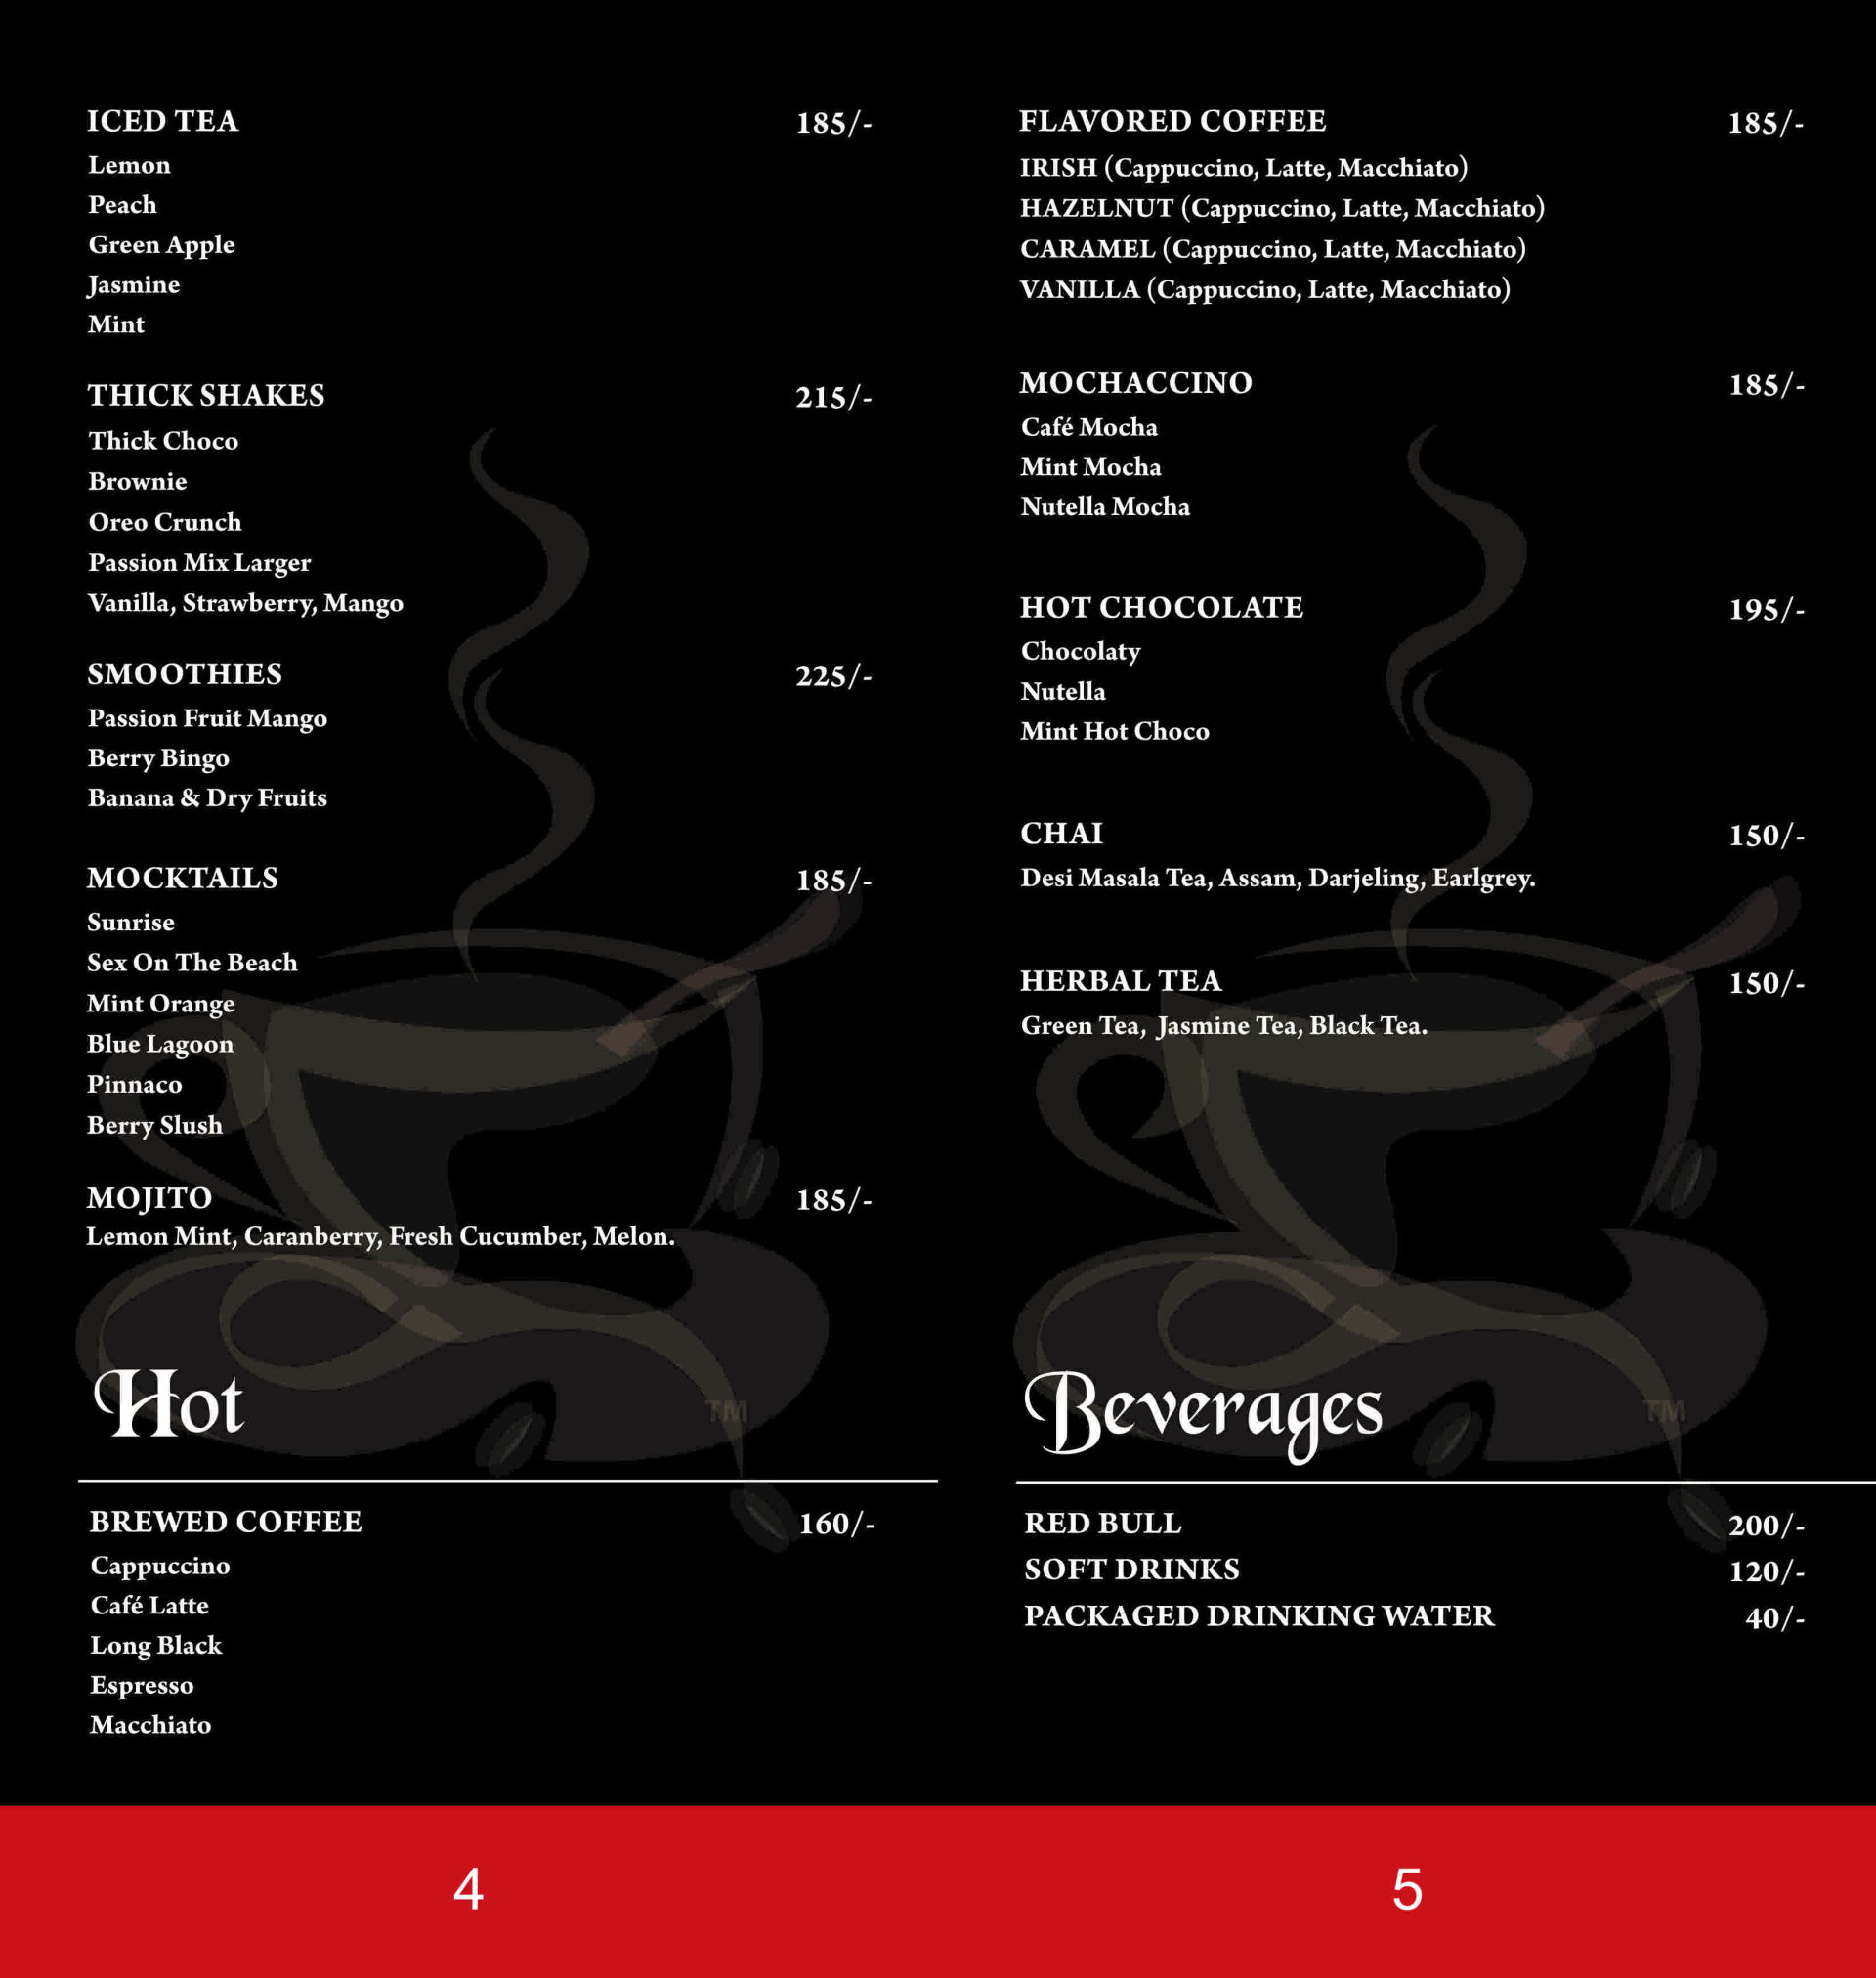 ICED TEA 185/-
Lemon
Peach
Green Apple
Jasmine
Mint
THICK SHAKES 215/-
Thick Choco
Brownie
Oreo Crunch
Passion Mix Larger
Vanilla, Strawberry, Mango
SMOOTHIES 225/-
Passion Fruit Mango
Berry Bingo
Banana & Dry Fruits
MOCKTAILS 185/-
Sunrise
Sex On The Beach
Mint Orange
Blue Lagoon
Pinnaco
Berry Slush
MOJITO 185/-
Lemon Mint, Caranberry, Fresh Cucumber, Melon.
TM
Hot
BREWED COFFEE 160/-
Cappuccino
Café Latte
Long Black
Espresso
Macchiato
4
FLAVORED COFFEE 185/-
IRISH (Cappuccino, Latte, Macchiato)
HAZELNUT (Cappuccino, Latte, Macchiato)
CARAMEL (Cappuccino, Latte, Macchiato)
VANILLA (Cappuccino, Latte, Macchiato)
MOCHACCINO 185/-
Café Mocha
Mint Mocha
Nutella Mocha
HOT CHOCOLATE 195/-
Chocolaty
Nutella
Mint Hot Choco
CHAI 150/-
Desi Masala Tea, Assam, Darjeling, Earlgrey.
HERBAL TEA 150/-
Green Tea, Jasmine Tea, Black Tea.
TM
Beverages
RED BULL 200/-
SOFT DRINKS 120/-
PACKAGED DRINKING WATER 40/-
5